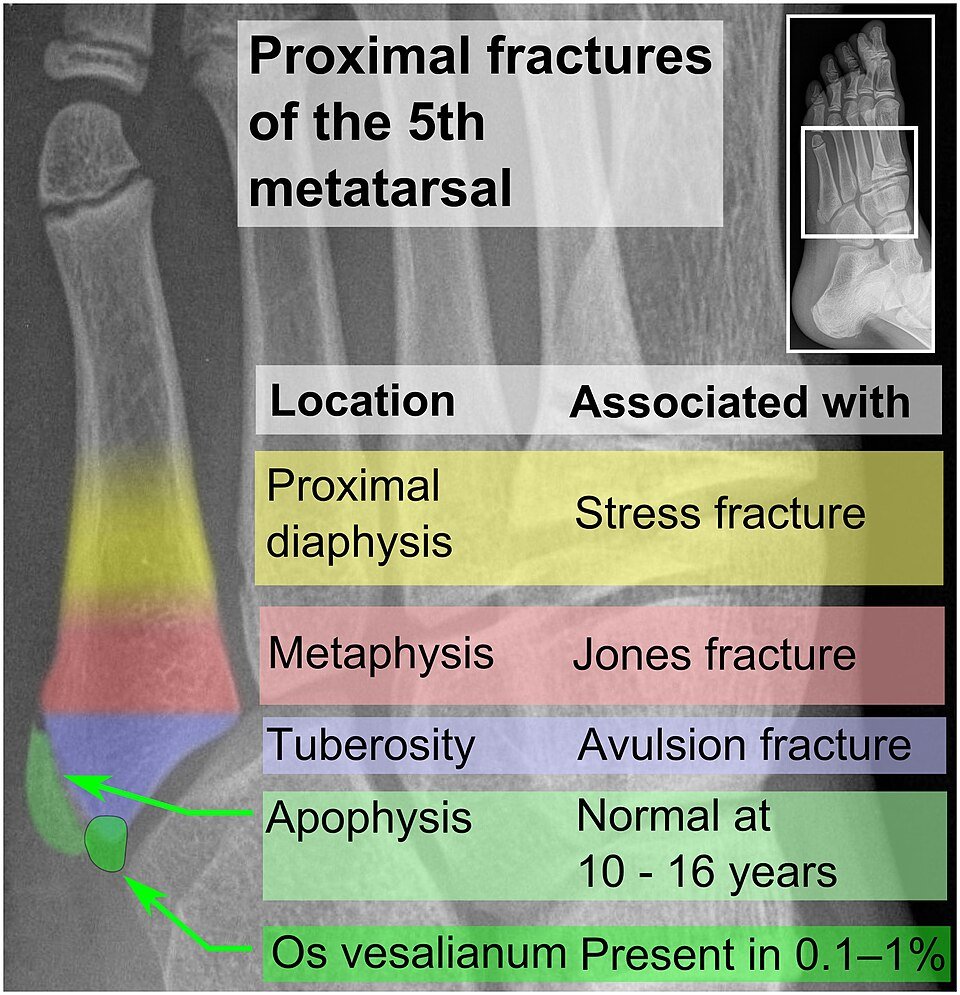 Proximal fractures
of the 5th
metatarsal
Location Associated with
Proximal
diaphysis
Stress fracture
Metaphysis Jones fracture
Tuberosity Avulsion fracture
Apophysis Normal at
10 - 16 years
Os vesalianum Present in 0.1–1%